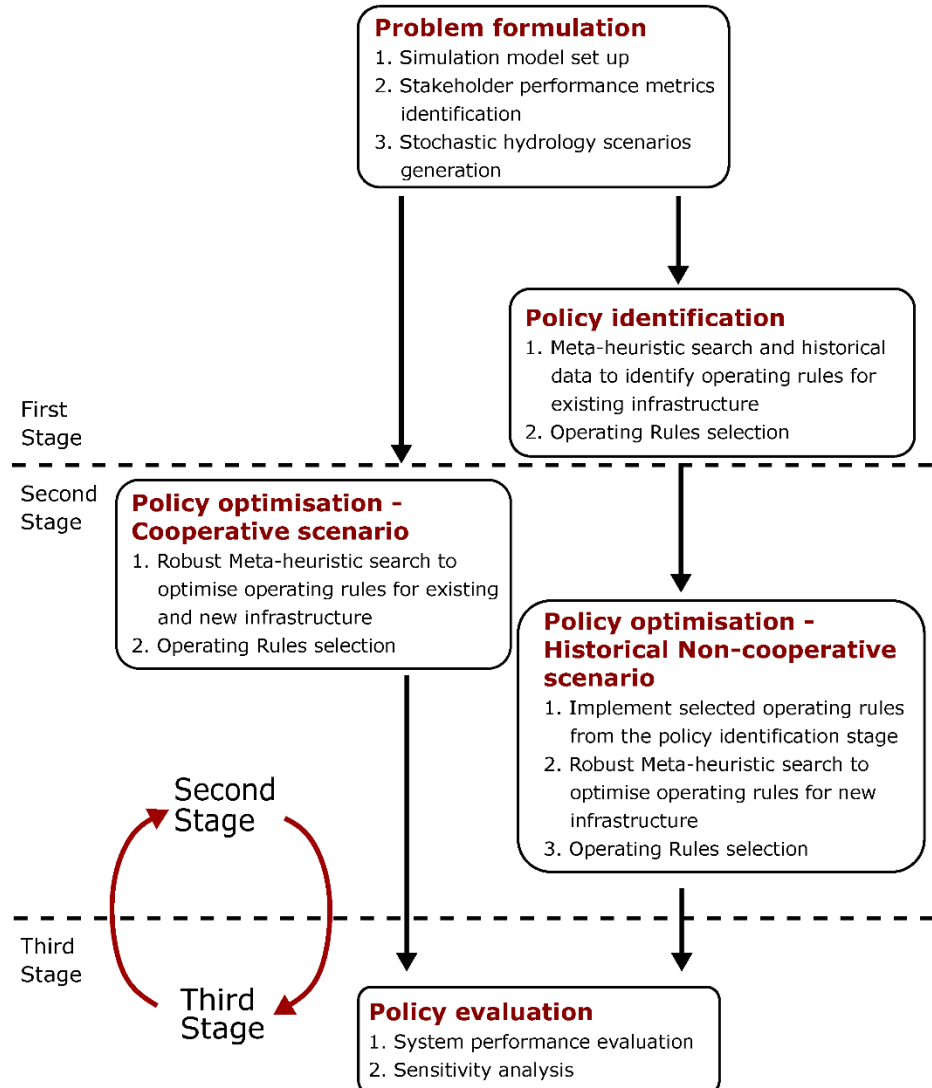 Problem formulation
1. Simulation model set up
2. Stakeholder performance metrics
identification
3. Stochastic hydrology scenarios
generation
Policy identification
1. Meta-heuristic search and historical
data to identify operating rules for
existing infrastructure
2. Operating Rules selection
First
Stage
Second
Stage
Policy optimisation -
Cooperative scenario
1. Robust Meta-heuristic search to
optimise operating rules for existing
and new infrastructure
2. Operating Rules selection
Policy optimisation -
Historical Non-cooperative
scenario
1. Implement selected operating rules
from the policy identification stage
2. Robust Meta-heuristic search to
optimise operating rules for new
infrastructure
3. Operating Rules selection
Second
Stage
Third
Stage
Third
Stage
Policy evaluation
1. System performance evaluation
2. Sensitivity analysis